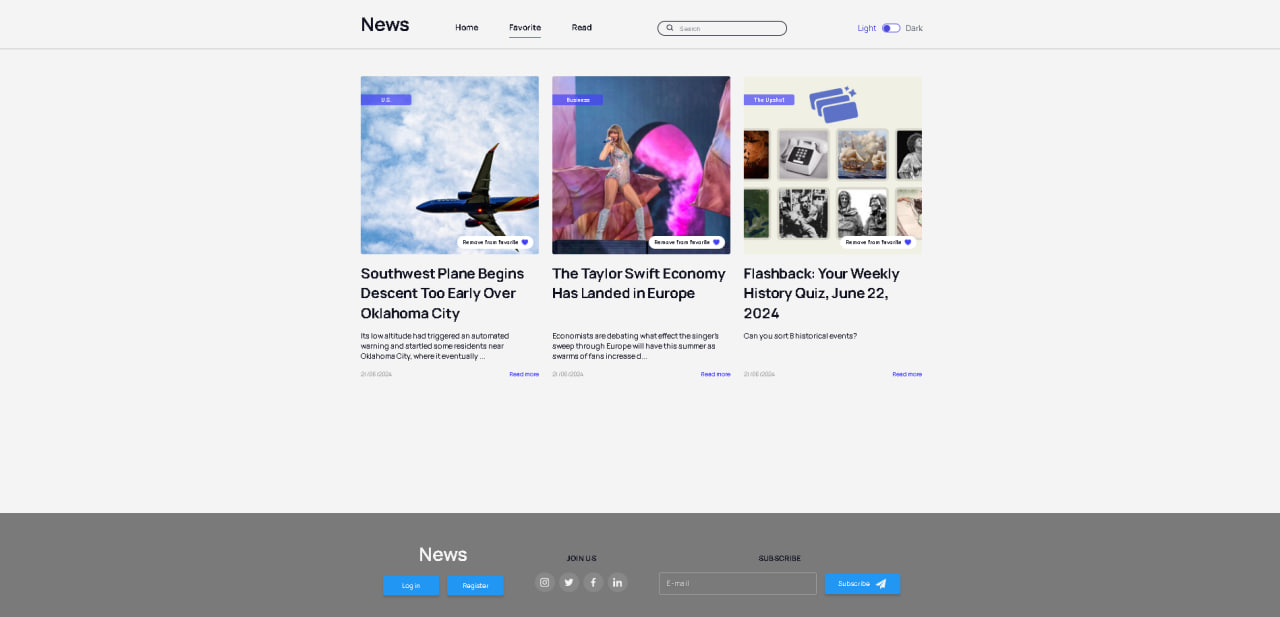 News
Home
Favorite
Read
Search
Light
Dark
U.S.
Business
The Upshot
Remove from favorite
Remove from favorite
Remove from favorite
Southwest Plane Begins
Descent Too Early Over
Oklahoma City
The Taylor Swift Economy
Has Landed in Europe
Flashback: Your Weekly
History Quiz, June 22,
2024
Its low altitude had triggered an automated
warning and startled some residents near
Oklahoma City, where it eventually ...
Economists are debating what effect the singer's
sweep through Europe will have this summer as
swarms of fans increase d...
Can you sort 8 historical events?
21/06/2024
Read more
21/06/2024
Read more
21/06/2024
Read more
News
Log in
Register
JOIN US
SUBSCRIBE
E-mail
Subscribe